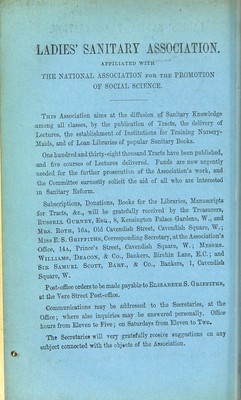 LADIES' SANITARY ASSOCIATION.
AFFILIATED WITH
THE NATIONAL ASSOCIATION FOR THE PROMOTION
OF SOCIAL SCIENCE.
THIS Association aims at the diffusion of Sanitary Knowledge
among all classes, by the publication of Tracts, the delivery of
Lectures, the establishment of Institutions for Training Nursery-
Maids, and of Loan Libraries of popular Sanitary Books.
One hundred and thirty-eight thousand Tracts have been published,
and five courses of Lectures delivered. Funds are now urgently
needed for the further prosecution of the Association's work, and
the Committee earnestly solicit the aid of all who are interested
in Sanitary Reform.
Subscriptions, Donations, Books for the Libraries, Manuscripts
for Tracts, &c., will be gratefully received by the Treasurers,
RUSSELL GURNEY, ESQ., 8, Kensington Palace Gardens, W., and
MRS. ROTH, 16A, Old Cavendish Street, Cavendish Square, W.;
MISS E. S. GRIFFITHS, Corresponding Secretary, at the Association's
Office, 14A, Prince's Street, Cavendish Square, W.; MESSRS.
WILLIAMS, DEACON, & CO., Bankers, Birchin Lane, E.C.; and
SIR SAMUEL SCOTT, BART., & CO., Bankers, 1, Cavendish
Square, W.
Post-office orders to be made payable to ELISABETH S. GRIFFITHS,
at the Vere Street Post-office.
Communications may be addressed to the Secretaries, at the
Office; where also inquiries may be answered personally. Office
hours from Eleven to Five; on Saturdays from Eleven to Two.
The Secretaries will very gratefully receive suggestions on any
subject connected with the objects of the Association.